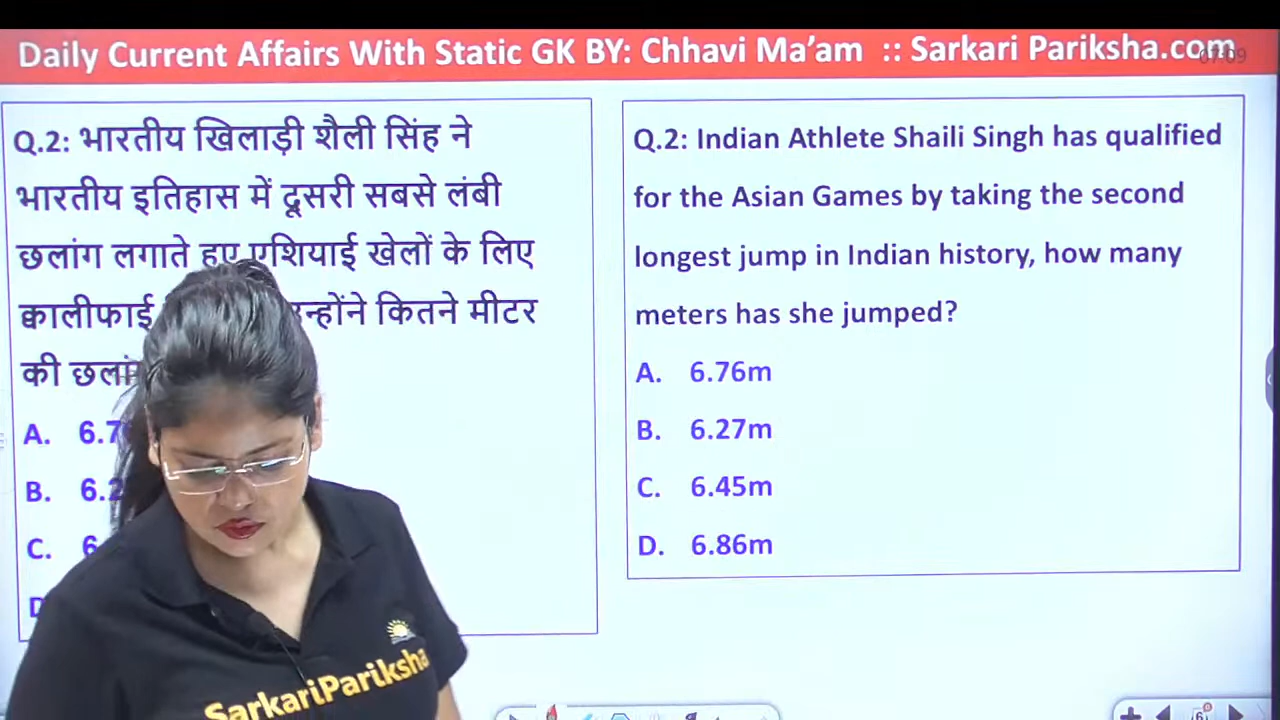 Daily Current Affairs With Static GK BY: Chhavi Ma’am :: Sarkari Pariksha.com
07:09
Q.2: भारतीय खिलाड़ी शैली सिंह ने
भारतीय इतिहास में दूसरी सबसे लंबी
छलांग लगाते हुए एशियाई खेलों के लिए
क्वालीफाई उन्होंने कितने मीटर
की
A.
B.
C.
Q.2: Indian Athlete Shaili Singh has qualified
for the Asian Games by taking the second
longest jump in Indian history, how many
meters has she jumped?
A. 6.76m
B. 6.27m
C. 6.45m
D. 6.86m
SarkariPariksha